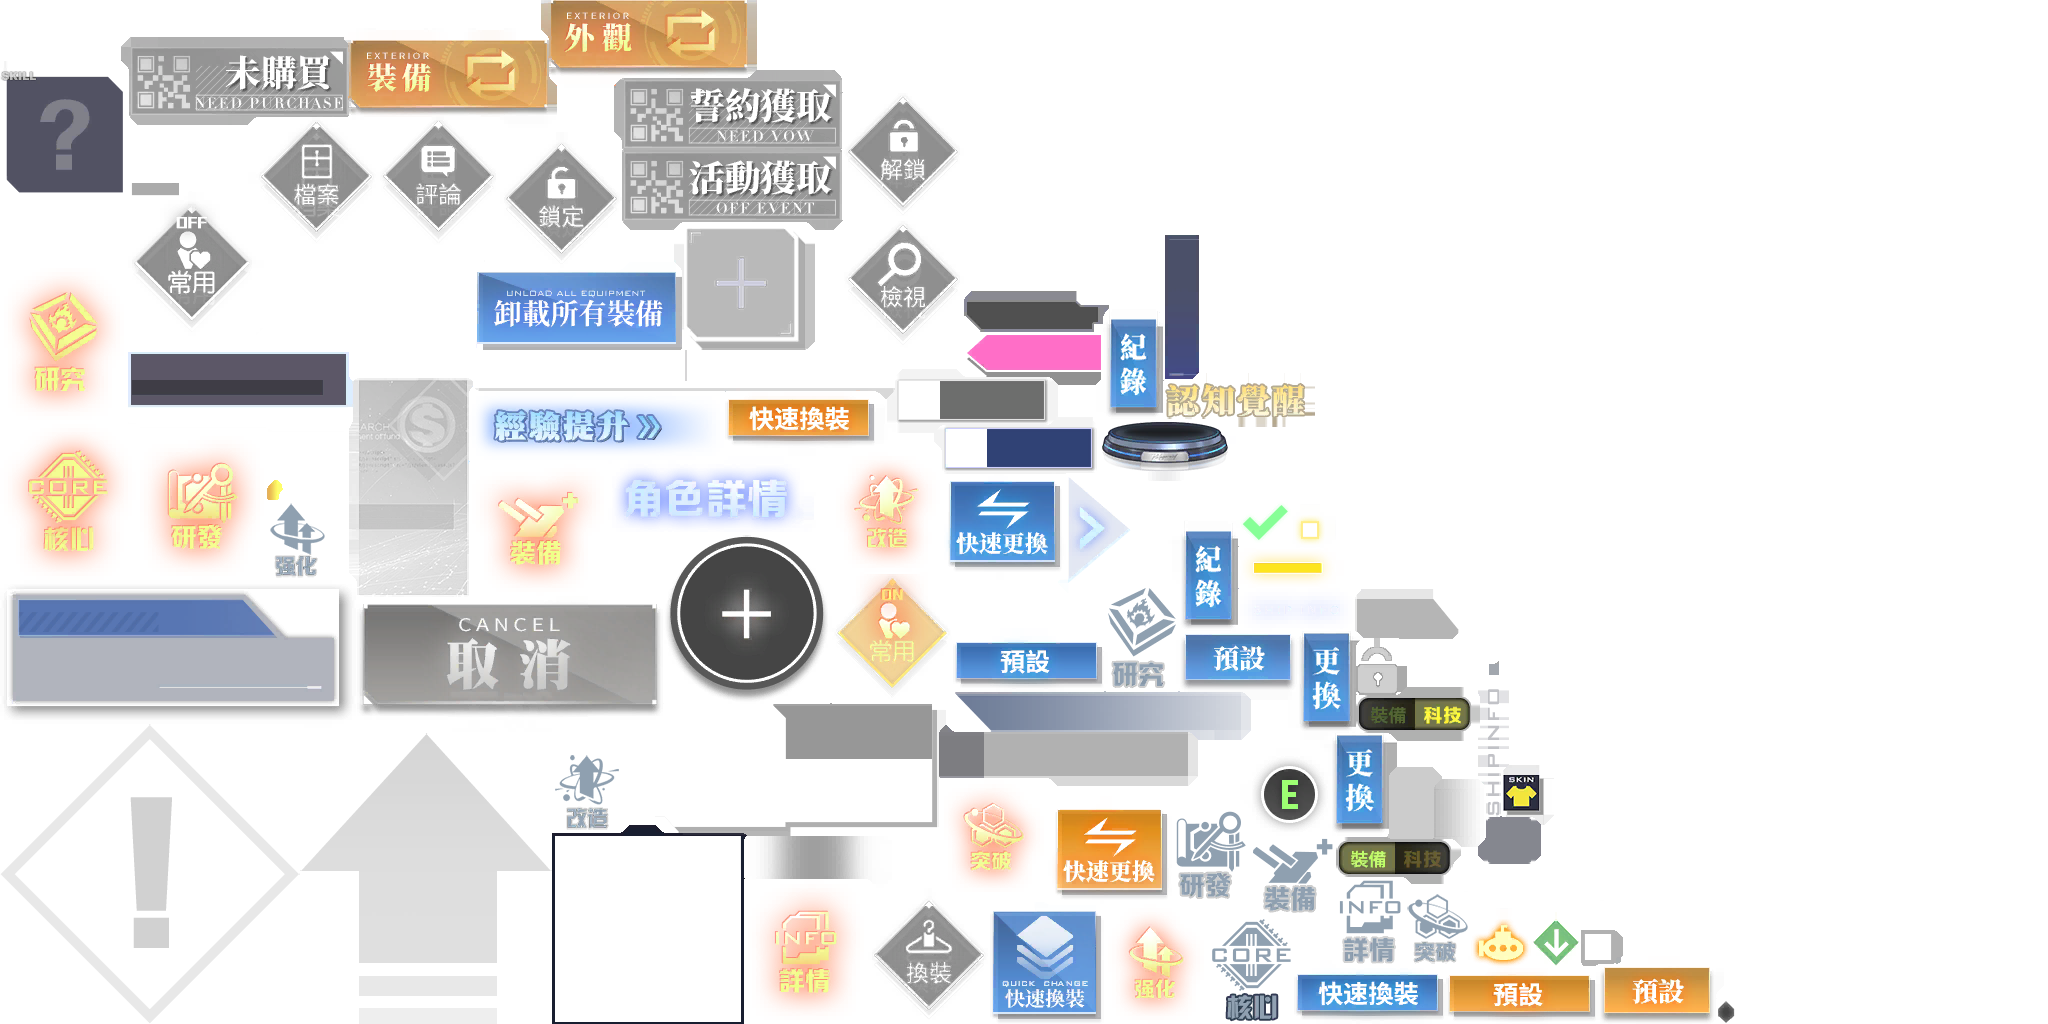 EXTERIOR
外觀
SKILL
?
未購買
NEED PURCHASE
EXTERIOR
裝備
誓約獲取
NEED VOW
活動獲取
OFF EVENT
檔案
評論
鎖定
解鎖
OFF
常用
檢視
UNLOAD ALL EQUIPMENT
卸載所有裝備
研究
紀錄
認知覺醒
經驗提升
快速換裝
CORE
核心
研發
强化
裝備
角色詳情
改造
快速更換
紀錄
CANCEL
取消
ON
常用
預設
研究
預設
更換
裝備 科技
SHIPINFO
改造
突破
快速更換
研發
裝備
E
更換
SKIN
裝備 科技
!
INFO
詳情
換裝
QUICK CHANGE
快速換裝
强化
CORE
核心
INFO
詳情
突破
快速換裝
預設
預設